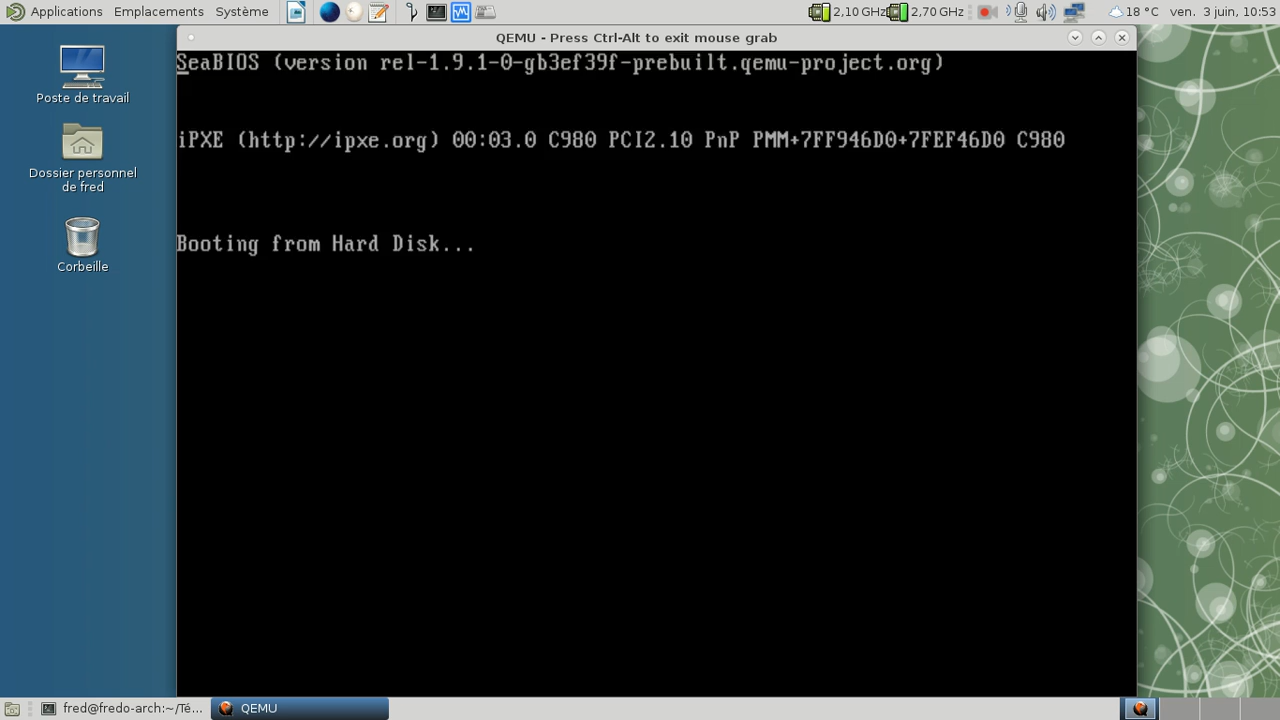 Applications Emplacements Système 2,10 GHz 2,70 GHz 18 °C ven. 3 juin, 10:53
QEMU - Press Ctrl-Alt to exit mouse grab
SeaBIOS (version rel-1.9.1-0-gb3ef39f-prebuilt.qemu-project.org)
Poste de travail
iPXE (http://ipxe.org) 00:03.0 C980 PCI2.10 PnP PMM+7FF946D0+7FEF46D0 C980
Dossier personnel
de fred
Booting from Hard Disk...
Corbeille
fred@fredo-arch:~/Té... QEMU